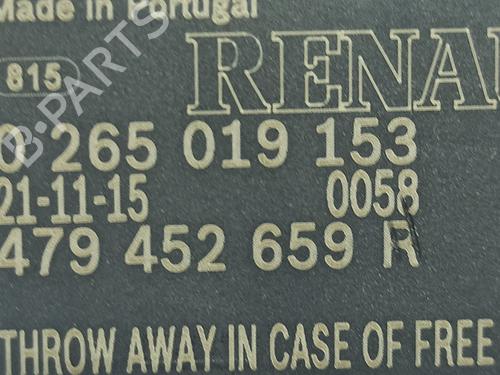 Made in Portugal
815
RENAU
0 265 019 153
21-11-15
0058
479 452 659 R
THROW AWAY IN CASE OF FREE
B-PARTS